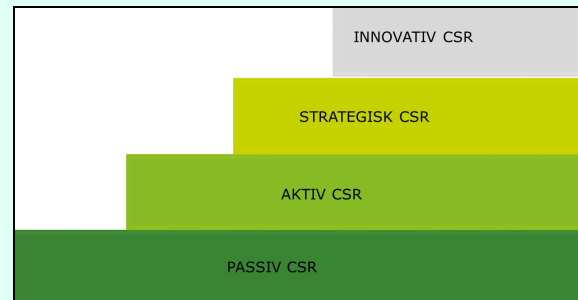 INNOVATIV CSR
STRATEGISK CSR
AKTIV CSR
PASSIV CSR